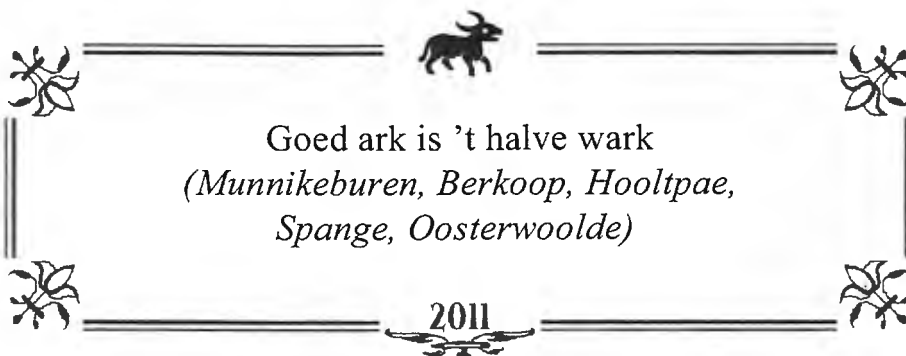 Goed ark is ’t halve wark
(Munnikeburen, Berkoop, Hooltpae,
Spange, Oosterwoolde)
2011